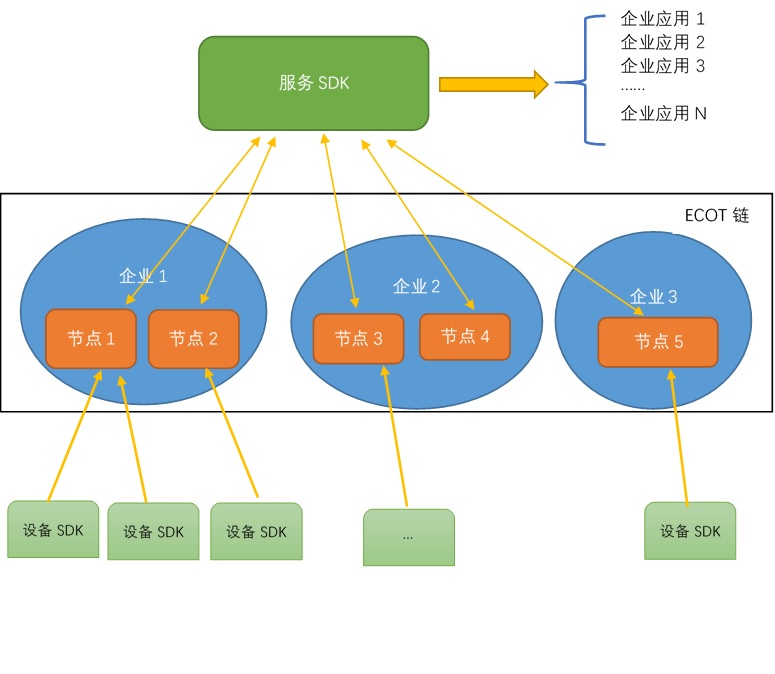 企业应用 1
企业应用 2
服务 SDK
企业应用 3
......
企业应用 N
ECOT 链
企业 1
企业 2
企业 3
节点 1
节点 2
节点 3
节点 4
节点 5
设备 SDK
设备 SDK
设备 SDK
...
设备 SDK